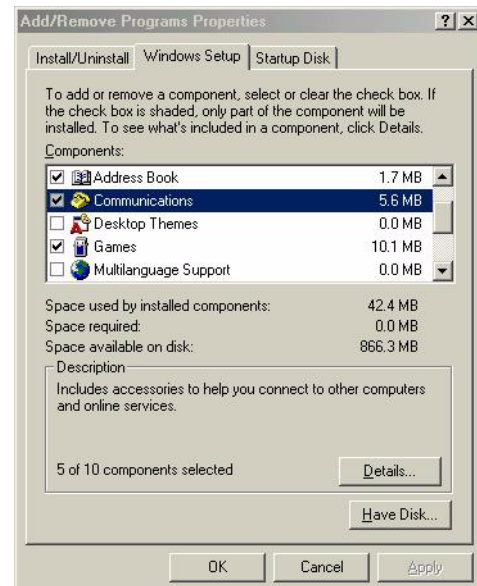 Add/Remove Programs Properties
Install/Uninstall Windows Setup Startup Disk
To add or remove a component, select or clear the check box. If
the check box is shaded, only part of the component will be
installed. To see what's included in a component, click Details.
Components:
Address Book 1.7 MB
Communications 5.6 MB
Desktop Themes 0.0 MB
Games 10.1 MB
Multilanguage Support 0.0 MB
Space used by installed components: 42.4 MB
Space required: 0.0 MB
Space available on disk: 866.3 MB
Description
Includes accessories to help you connect to other computers
and online services.
5 of 10 components selected
Details...
Have Disk...
OK Cancel Apply